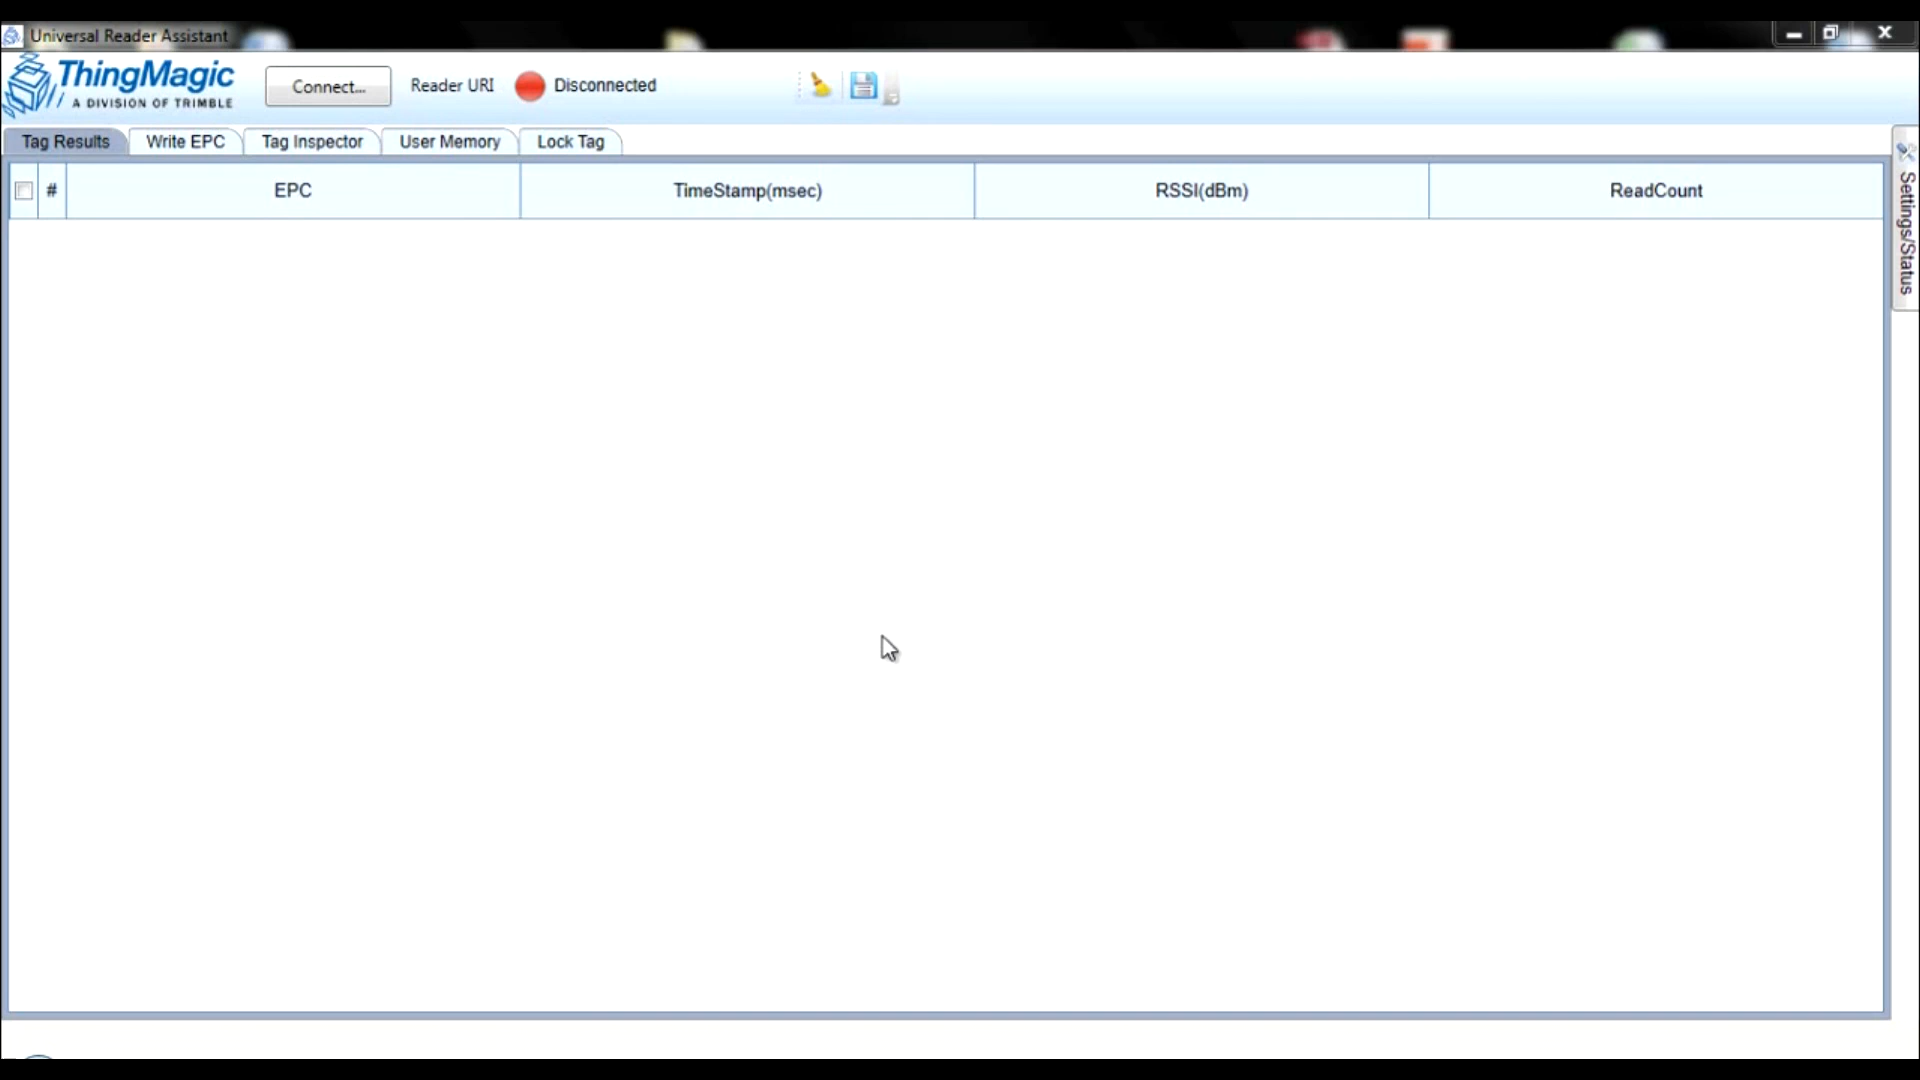 Universal Reader Assistant
ThingMagic
A DIVISION OF TRIMBLE
Connect...
Reader URI
Disconnected
Tag Results
Write EPC
Tag Inspector
User Memory
Lock Tag
#
EPC
TimeStamp(msec)
RSSI(dBm)
ReadCount
Settings/Status